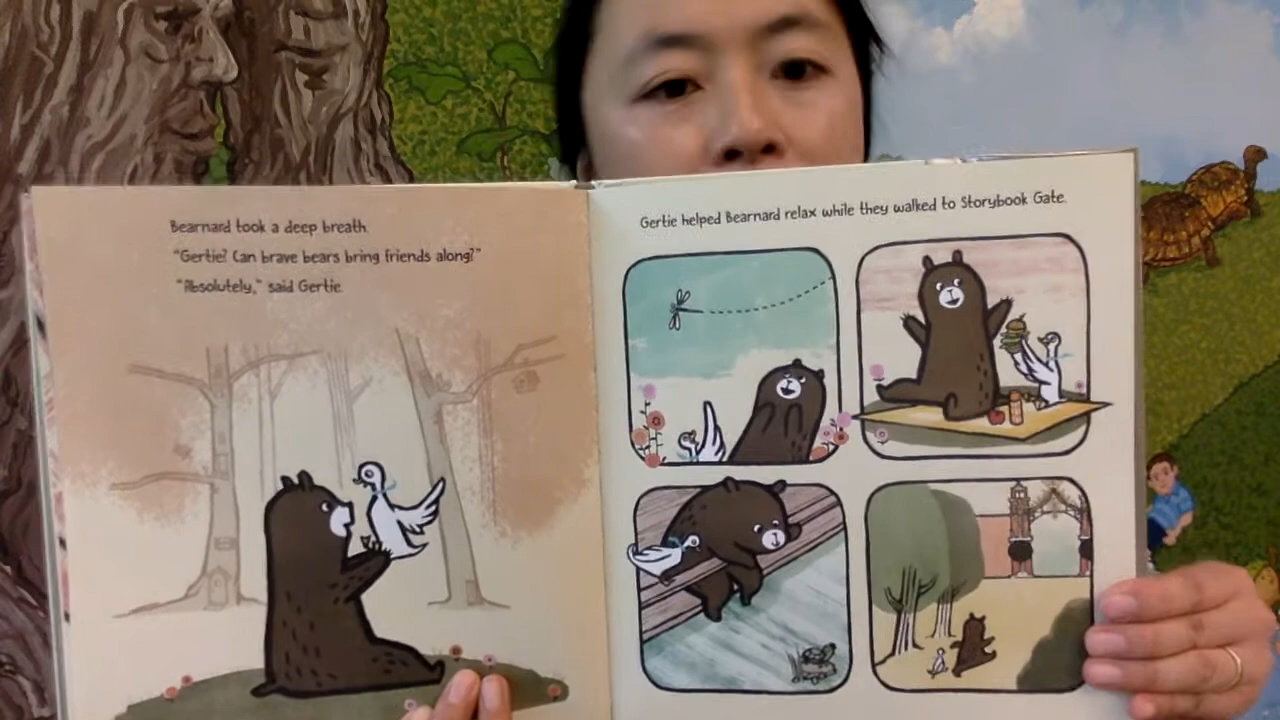 Bearnard took a deep breath.
"Gertie? Can brave bears bring friends along?"
"Absolutely," said Gertie.
Gertie helped Bearnard relax while they walked to Storybook Gate.